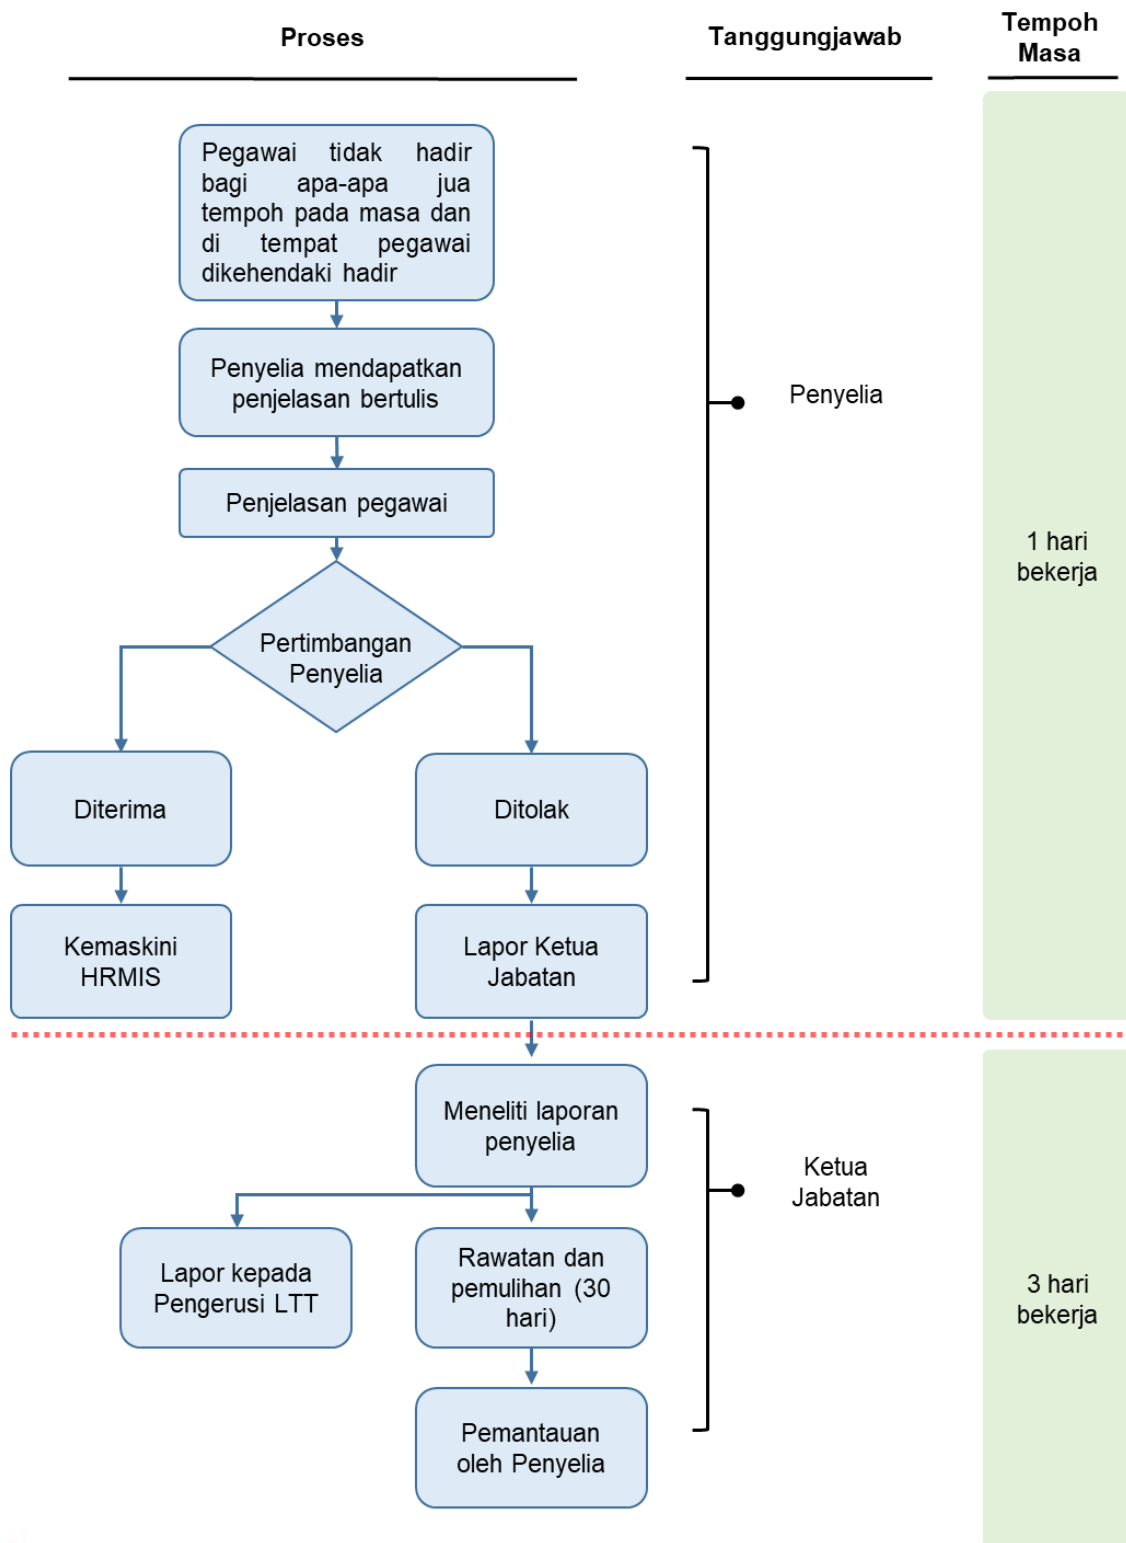 Proses
Tanggungjawab
Tempoh
Masa
Pegawai tidak hadir
bagi apa-apa jua
tempoh pada masa dan
di tempat pegawai
dikehendaki hadir
Penyelia mendapatkan
penjelasan bertulis
Penyelia
Penjelasan pegawai
1 hari
bekerja
Pertimbangan
Penyelia
Diterima
Ditolak
Kemaskini
HRMIS
Lapor Ketua
Jabatan
Meneliti laporan
penyelia
Ketua
Jabatan
Lapor kepada
Pengerusi LTT
Rawatan dan
pemulihan (30
hari)
3 hari
bekerja
Pemantauan
oleh Penyelia